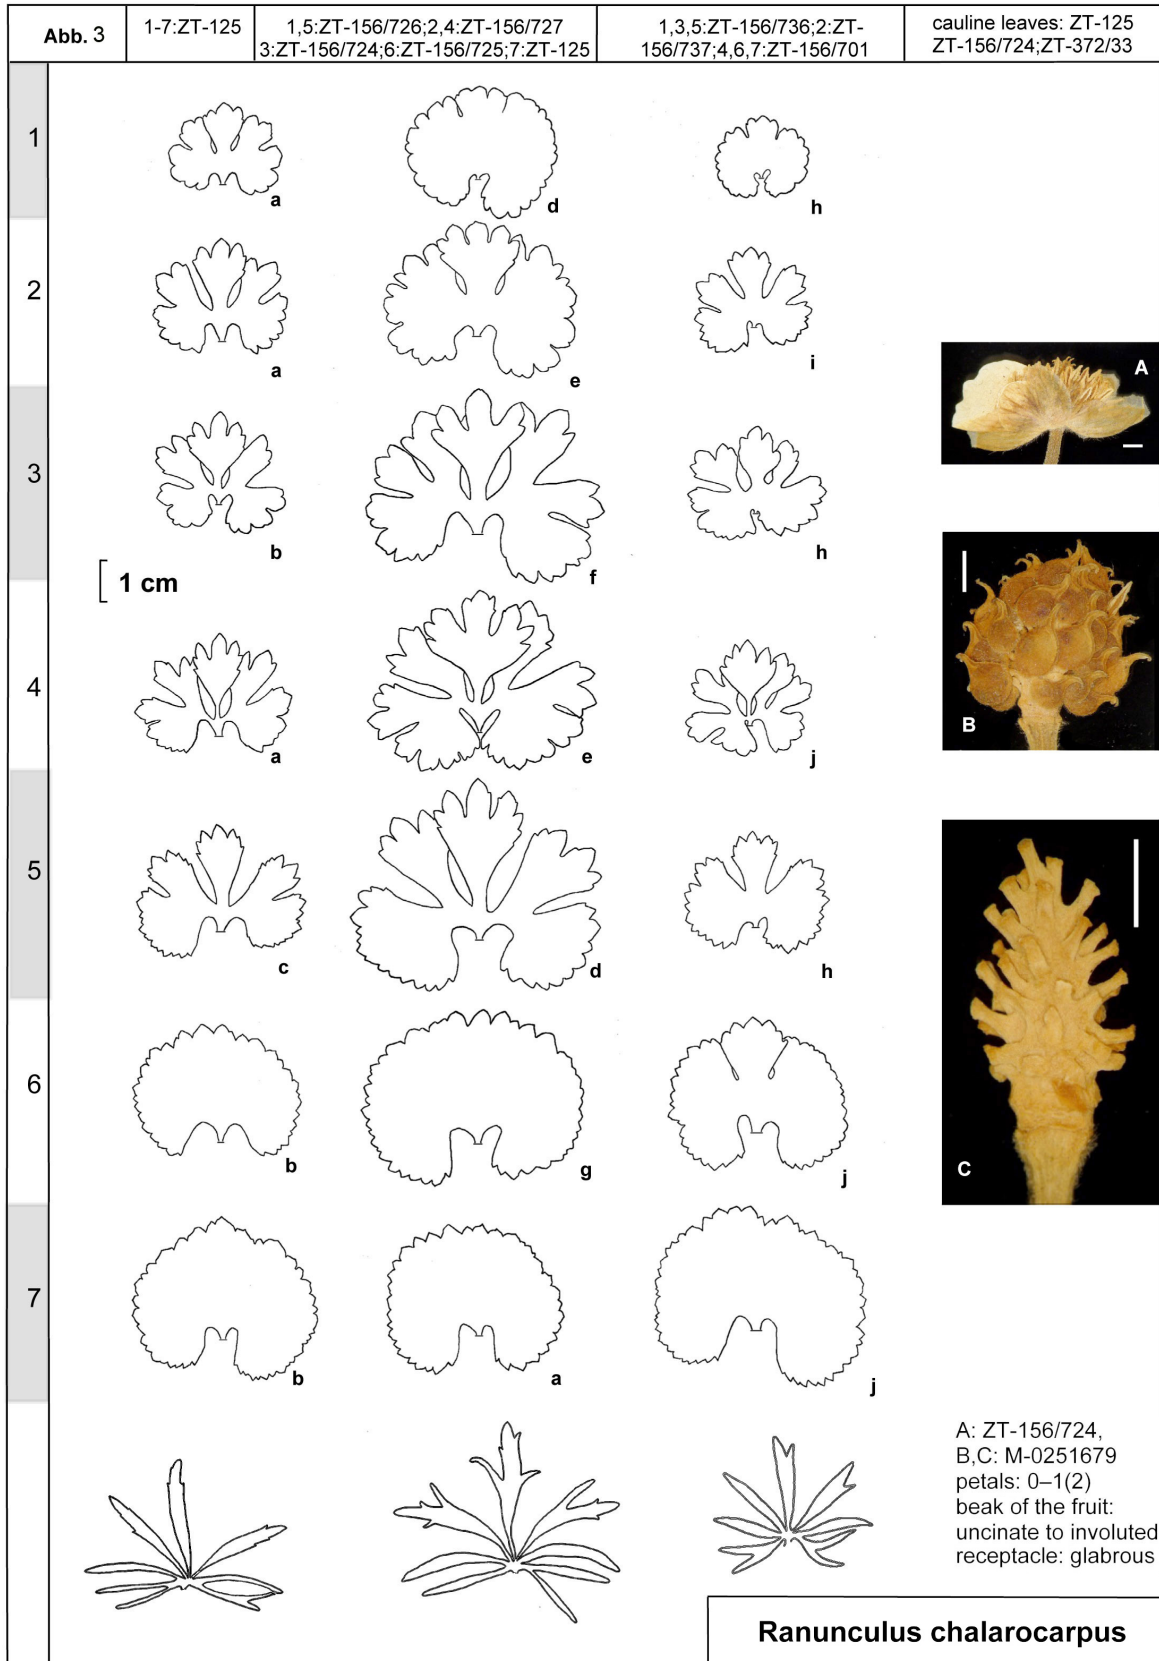 Abb. 3
1-7:ZT-125
1,5:ZT-156/726;2,4:ZT-156/727
3:ZT-156/724;6:ZT-156/725;7:ZT-125
1,3,5:ZT-156/736;2:ZT-
156/737;4,6,7:ZT-156/701
cauline leaves: ZT-125
ZT-156/724;ZT-372/33
1
a
d
h
2
a
e
i
A
3
b
f
h
1 cm
B
4
a
e
j
5
c
d
h
C
6
b
g
j
7
b
a
j
A: ZT-156/724,
B,C: M-0251679
petals: 0–1(2)
beak of the fruit:
uncinate to involuted
receptacle: glabrous
Ranunculus chalarocarpus